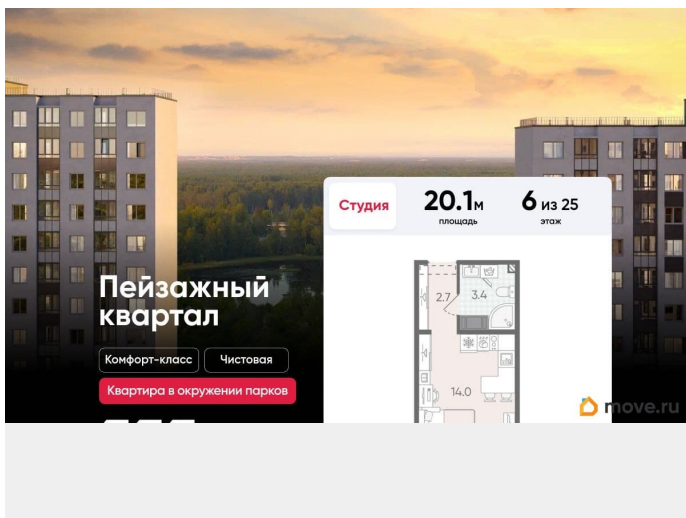 Студия
20.1м
площадь
6 из 25
этаж
Пейзажный
квартал
2.7
3.4
14.0
Комфорт-класс
Чистовая
Квартира в окружении парков
move.ru